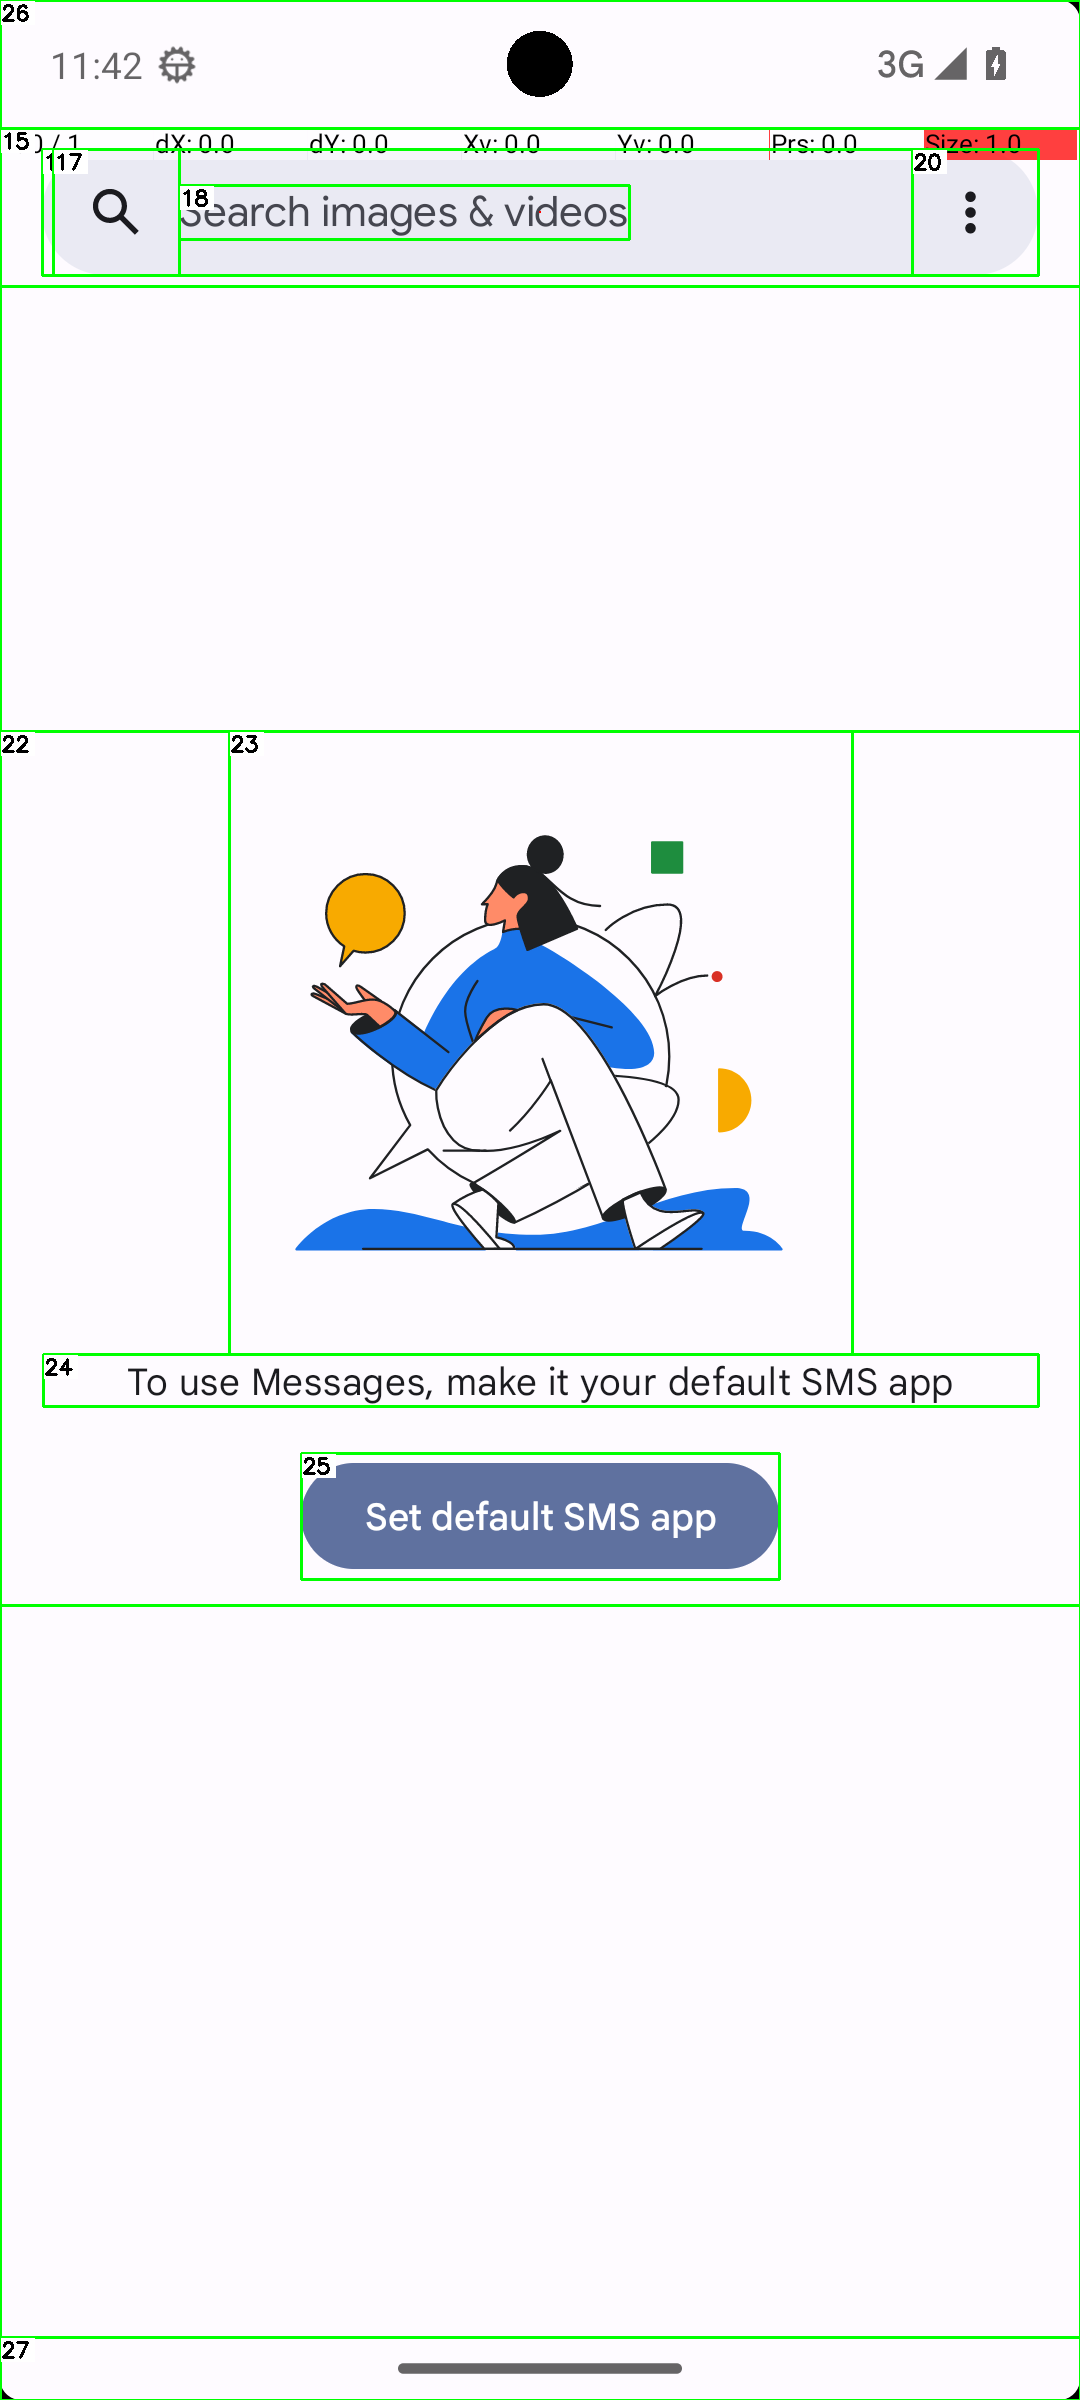 26
11:42
3G
15
0 / 1 dX: 0.0 dY: 0.0 Xv: 0.0 Yv: 0.0 Prs: 0.0 Size: 1.0
117
18
20
Search images & videos
22
23
24
To use Messages, make it your default SMS app
25
Set default SMS app
27